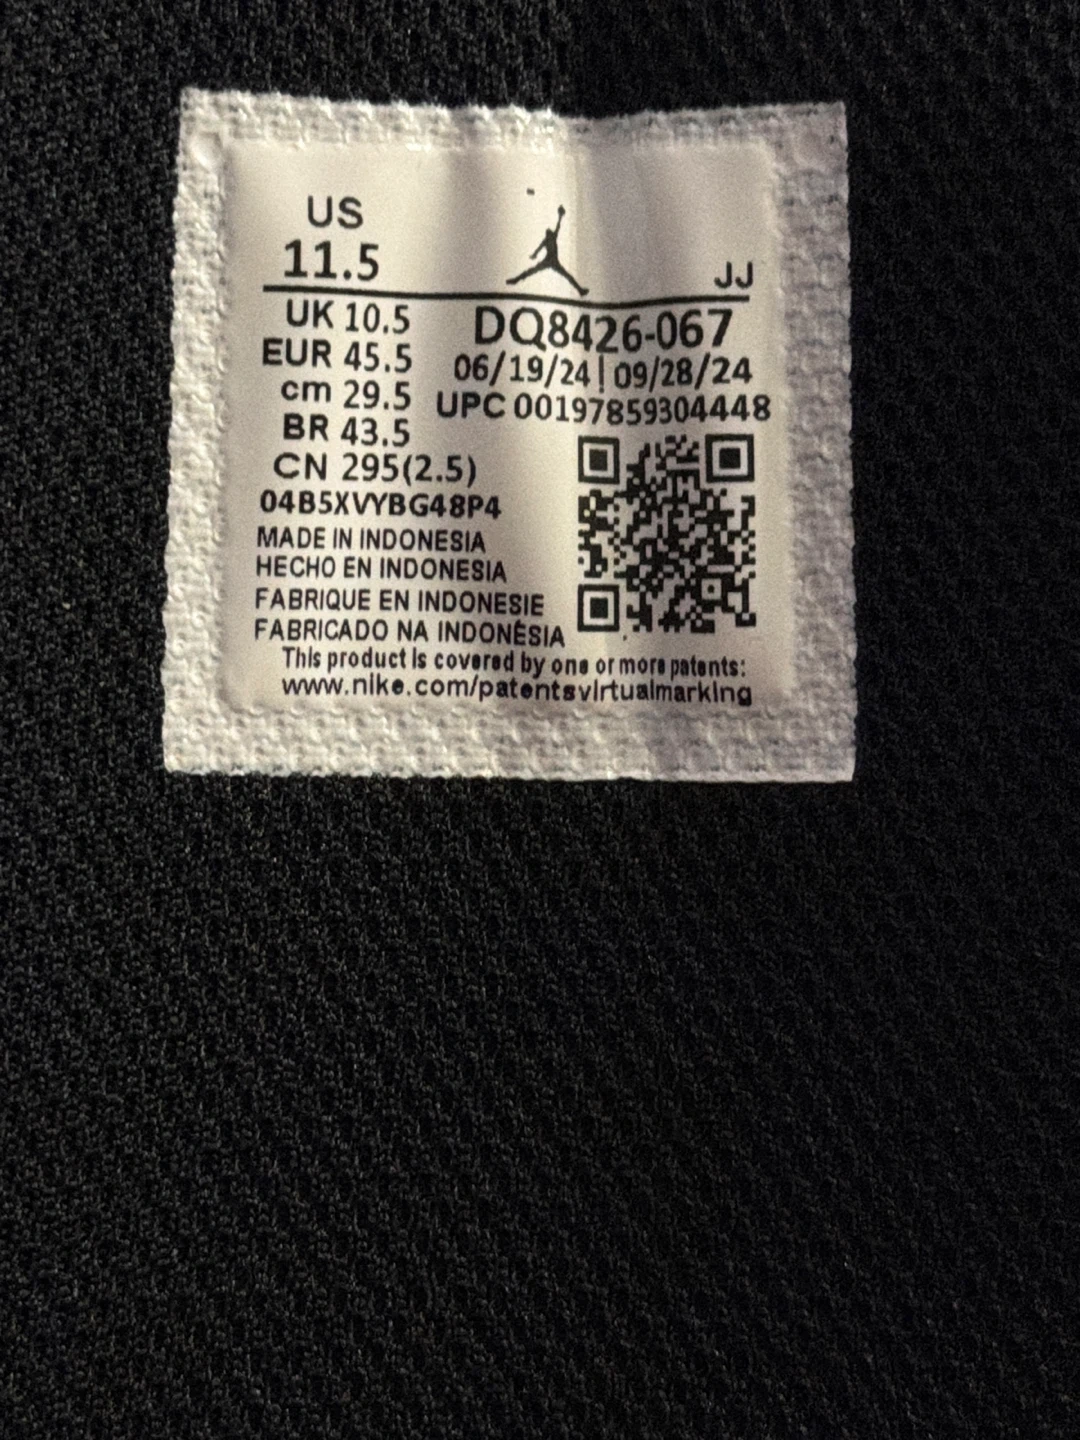 US
11.5
JJ
UK 10.5
EUR 45.5
cm 29.5
BR 43.5
CN 295(2.5)
DQ8426-067
06/19/24 | 09/28/24
UPC 00197859304448
04B5XVYBG48P4
MADE IN INDONESIA
HECHO EN INDONESIA
FABRIQUE EN INDONESIE
FABRICADO NA INDONÉSIA
This product is covered by one or more patents:
www.nike.com/patentsvirtualmarking